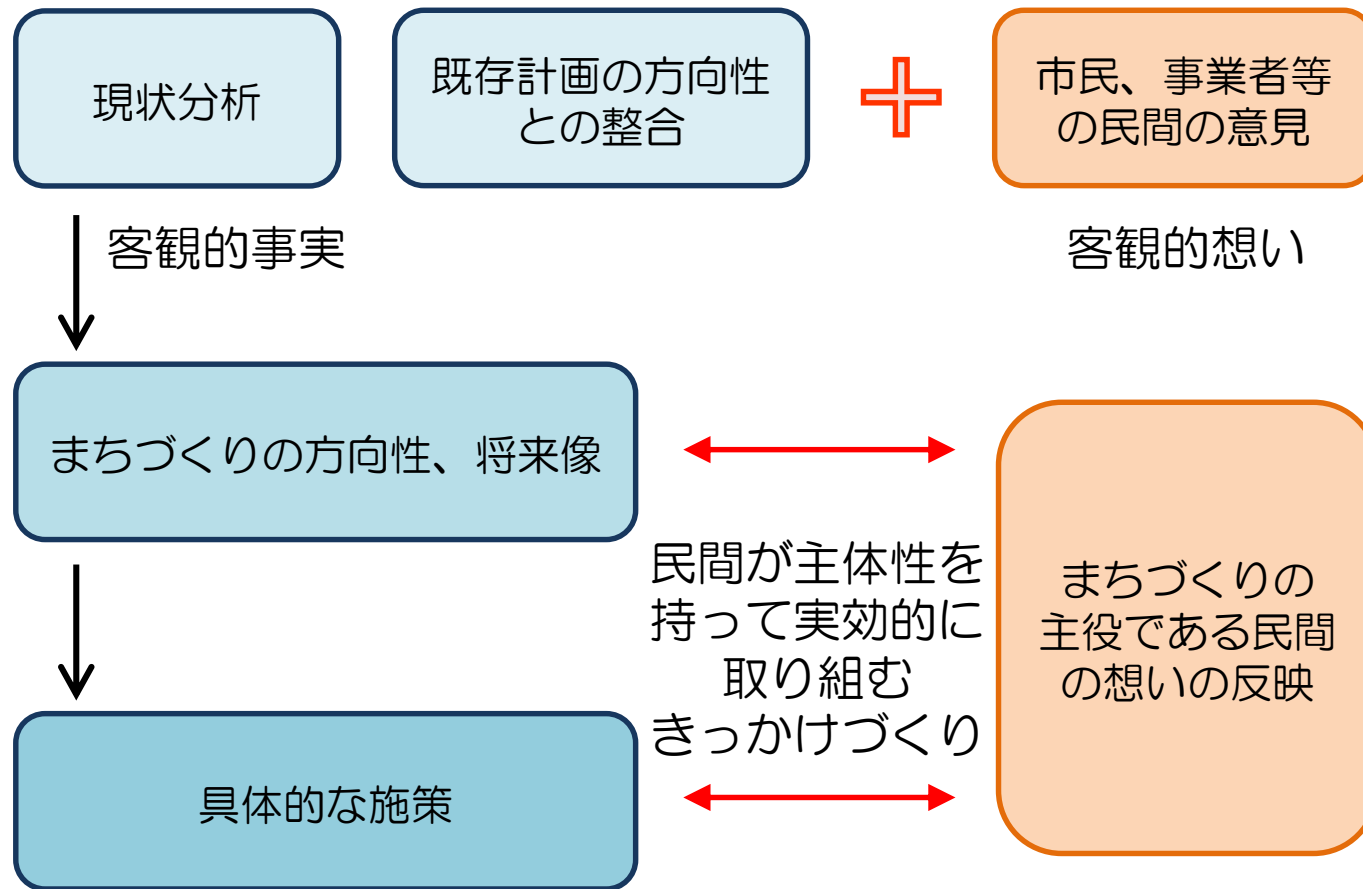 現状分析
既存計画の方向性
との整合
市民、事業者等
の民間の意見
客観的事実
客観的想い
まちづくりの方向性、将来像
民間が主体性を
持って実効的に
取り組む
きっかけづくり
まちづくりの
主役である民間
の想いの反映
具体的な施策